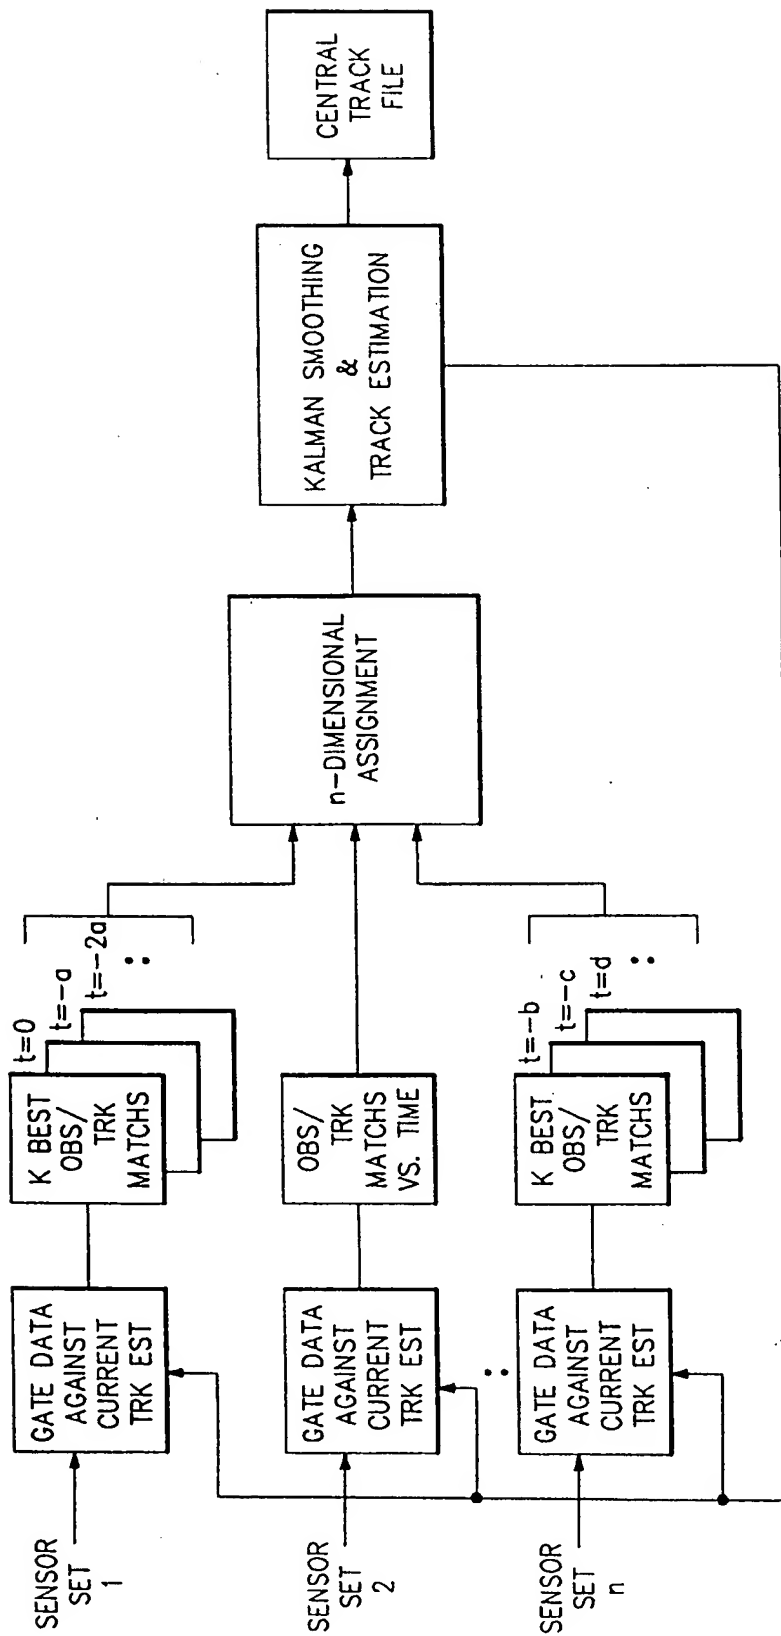 SENSOR
SET
1
GATE DATA
AGAINST
CURRENT
TRK EST
K BEST
OBS/
TRK
MATCHS
t=0
t=-a
t=-2a
:
SENSOR
SET
2
GATE DATA
AGAINST
CURRENT
TRK EST
OBS/
TRK
MATCHS
VS. TIME
:
SENSOR
SET
n
GATE DATA
AGAINST
CURRENT
TRK EST
K BEST
OBS/
TRK
MATCHS
t=-b
t=-c
t=d
:
n-DIMENSIONAL
ASSIGNMENT
KALMAN SMOOTHING
&
TRACK ESTIMATION
CENTRAL
TRACK
FILE